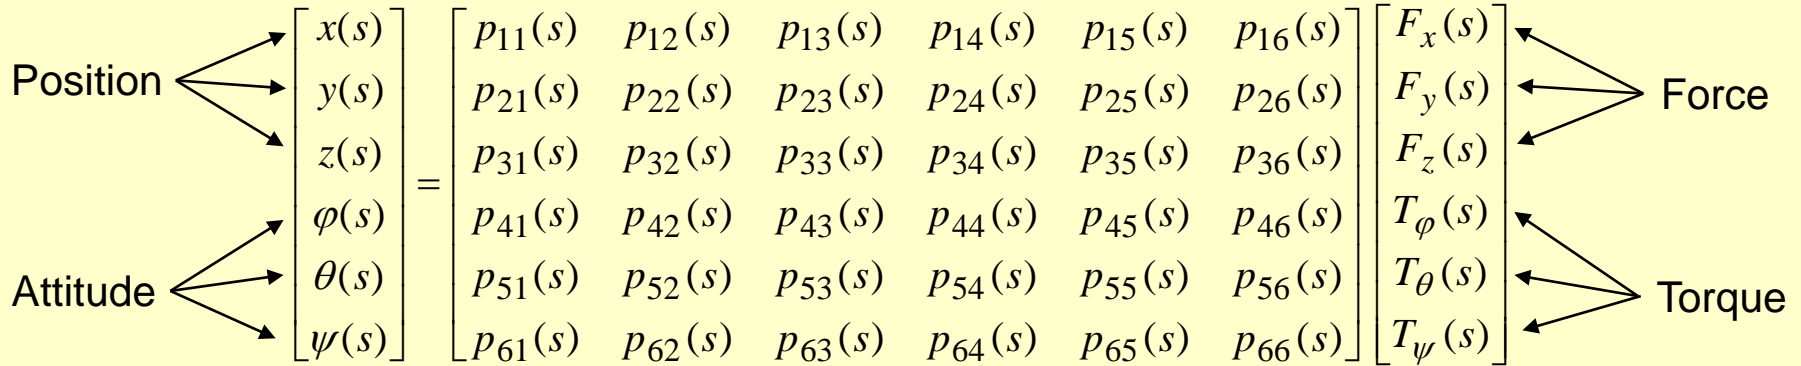 x(s) p11(s) p12(s) p13(s) p14(s) p15(s) p16(s) Fx(s)
Position y(s) p21(s) p22(s) p23(s) p24(s) p25(s) p26(s) Fy(s) Force
z(s) = p31(s) p32(s) p33(s) p34(s) p35(s) p36(s) Fz(s)
φ(s) p41(s) p42(s) p43(s) p44(s) p45(s) p46(s) Tφ(s)
Attitude θ(s) p51(s) p52(s) p53(s) p54(s) p55(s) p56(s) Tθ(s) Torque
ψ(s) p61(s) p62(s) p63(s) p64(s) p65(s) p66(s) Tψ(s)